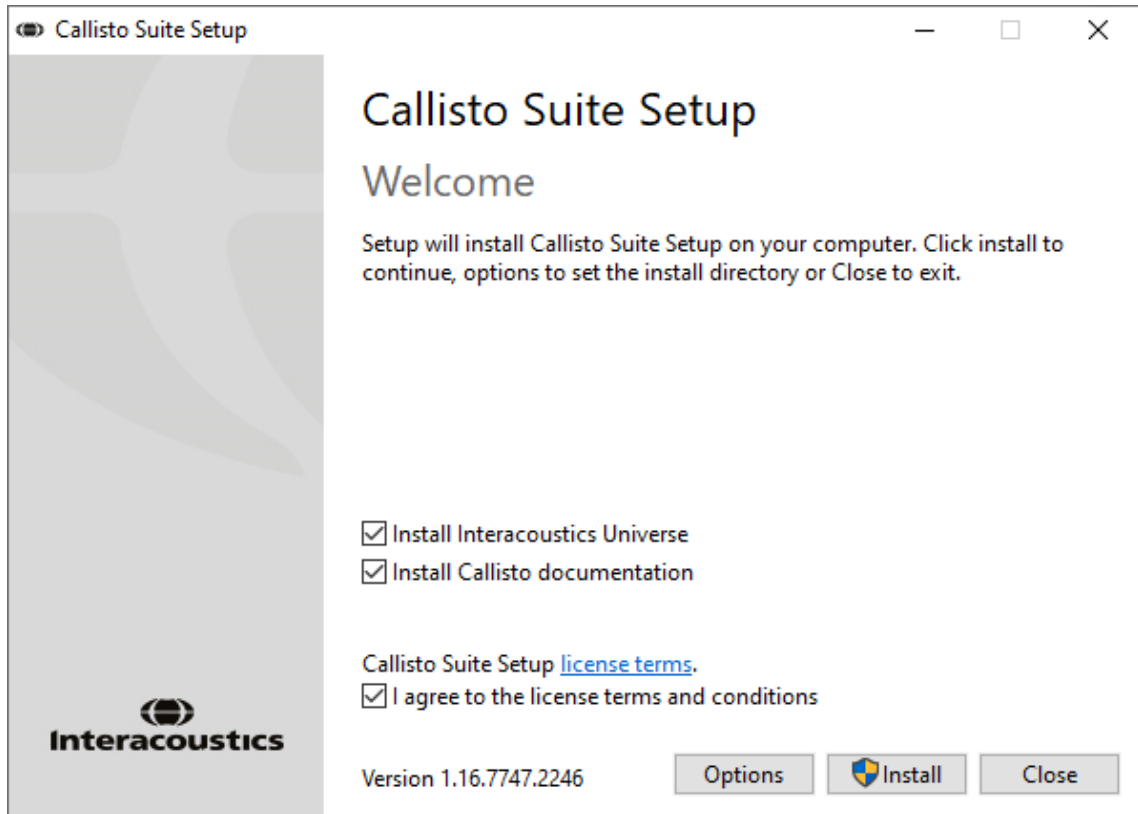 Callisto Suite Setup
Callisto Suite Setup
Welcome
Setup will install Callisto Suite Setup on your computer. Click install to
continue, options to set the install directory or Close to exit.
Install Interacoustics Universe
Install Callisto documentation
Callisto Suite Setup license terms.
I agree to the license terms and conditions
Interacoustics
Version 1.16.7747.2246
Options
Install
Close